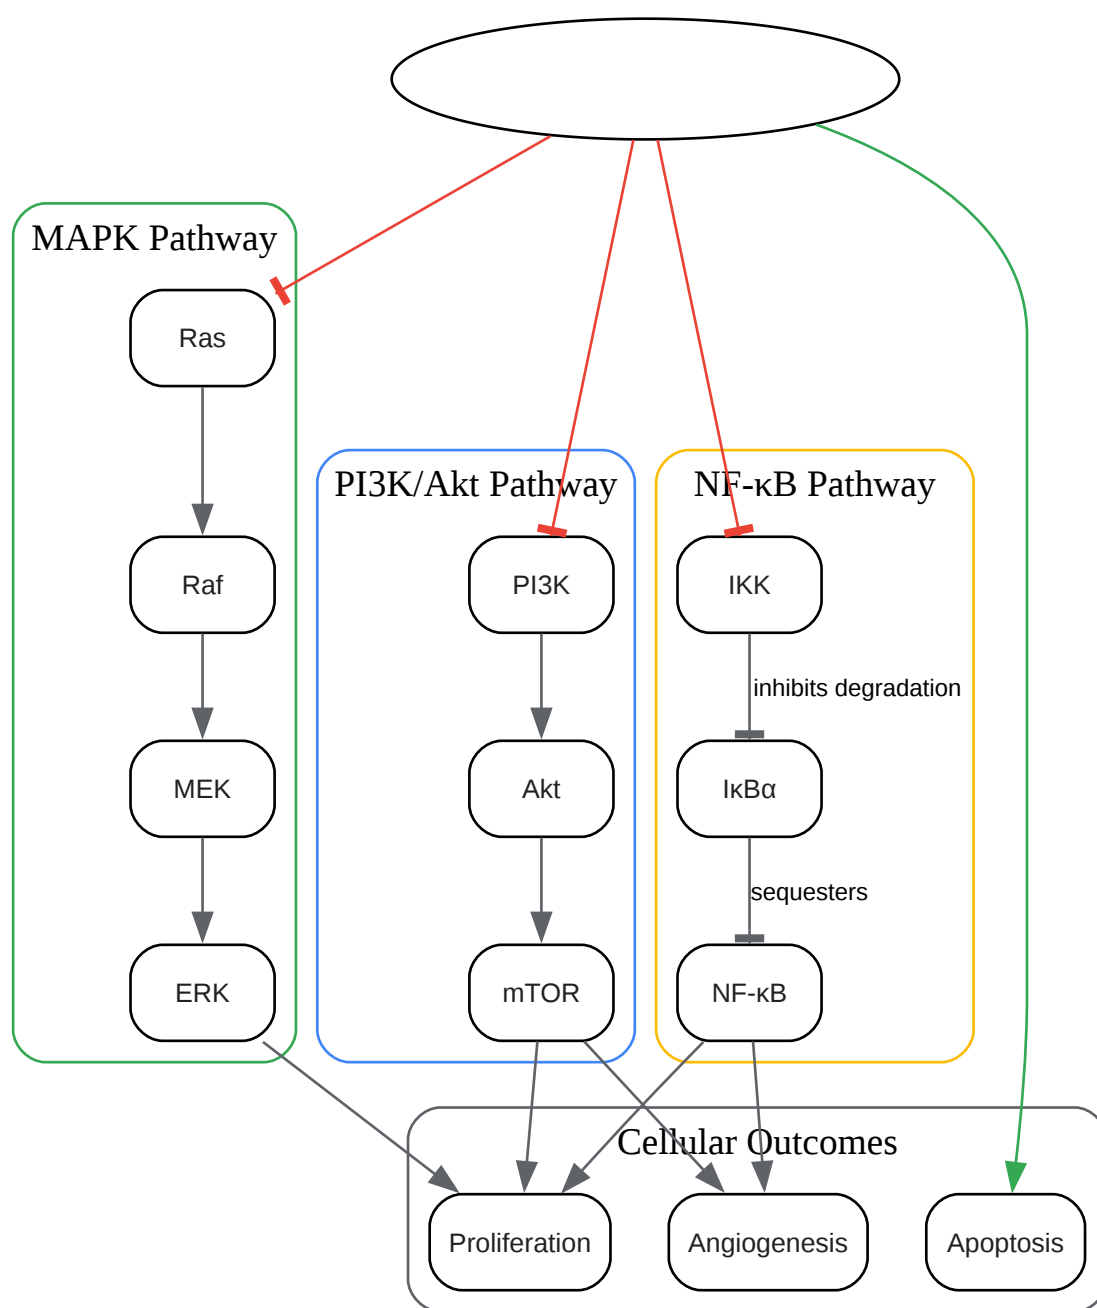 MAPK Pathway
Ras
Raf
MEK
ERK
PI3K/Akt Pathway
PI3K
Akt
mTOR
NF-κB Pathway
IKK
inhibits degradation
IκBα
sequesters
NF-κB
Cellular Outcomes
Proliferation
Angiogenesis
Apoptosis